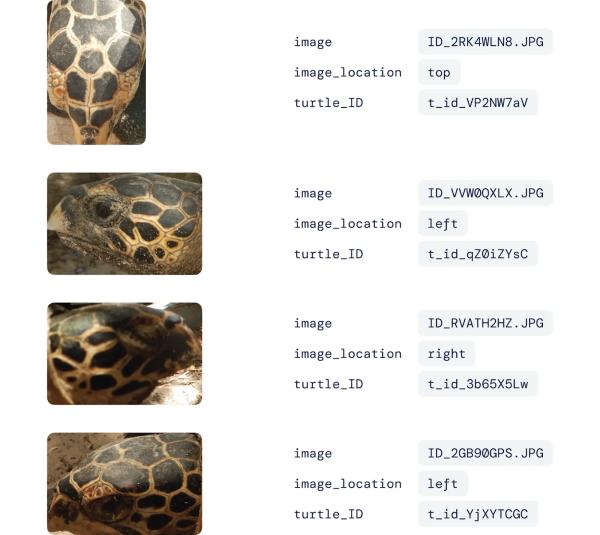 image ID_2RK4WLN8.JPG
image_location top
turtle_ID t_id_VP2NW7aV
image ID_VVW0QXLX.JPG
image_location left
turtle_ID t_id_qZ0iZYsC
image ID_RVATH2HZ.JPG
image_location right
turtle_ID t_id_3b65X5Lw
image ID_2GB90GPS.JPG
image_location left
turtle_ID t_id_YjXYTCGC